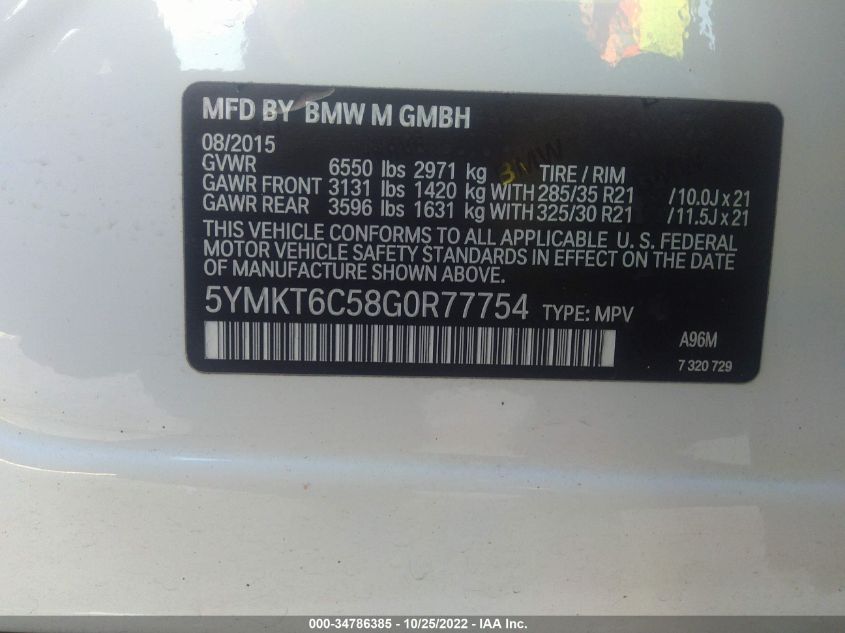 MFD BY BMW M GMBH
08/2015
GVWR 6550 lbs 2971 kg TIRE / RIM
GAWR FRONT 3131 lbs 1420 kg WITH 285/35 R21 /10.0J x 21
GAWR REAR 3596 lbs 1631 kg WITH 325/30 R21 /11.5J x 21
THIS VEHICLE CONFORMS TO ALL APPLICABLE U. S. FEDERAL
MOTOR VEHICLE SAFETY STANDARDS IN EFFECT ON THE DATE
OF MANUFACTURE SHOWN ABOVE.
5YMKT6C58G0R77754 TYPE: MPV
A96M
7 320 729
000-34786385 - 10/25/2022 - IAA Inc.